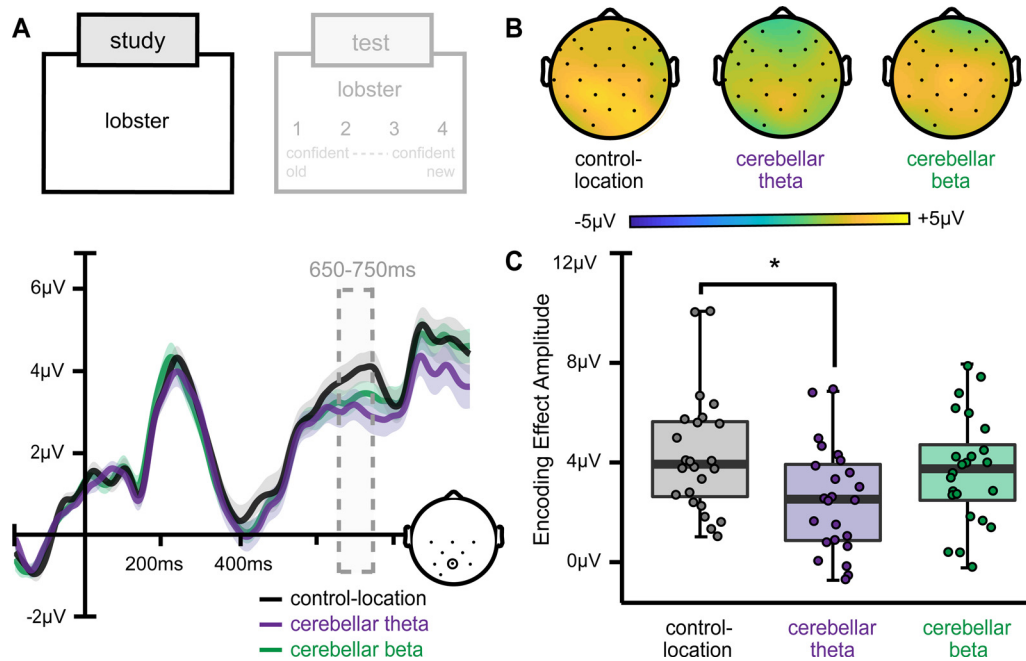 A
study
lobster
test
lobster
1 2 3 4
confident ----- confident
old new
6µV
4µV
2µV
-2µV
650-750ms
200ms 400ms
control-location
cerebellar theta
cerebellar beta
B
control-
location
cerebellar
theta
cerebellar
beta
-5µV +5µV
C
12µV
8µV
4µV
0µV
Encoding Effect Amplitude
*
control-
location
cerebellar
theta
cerebellar
beta